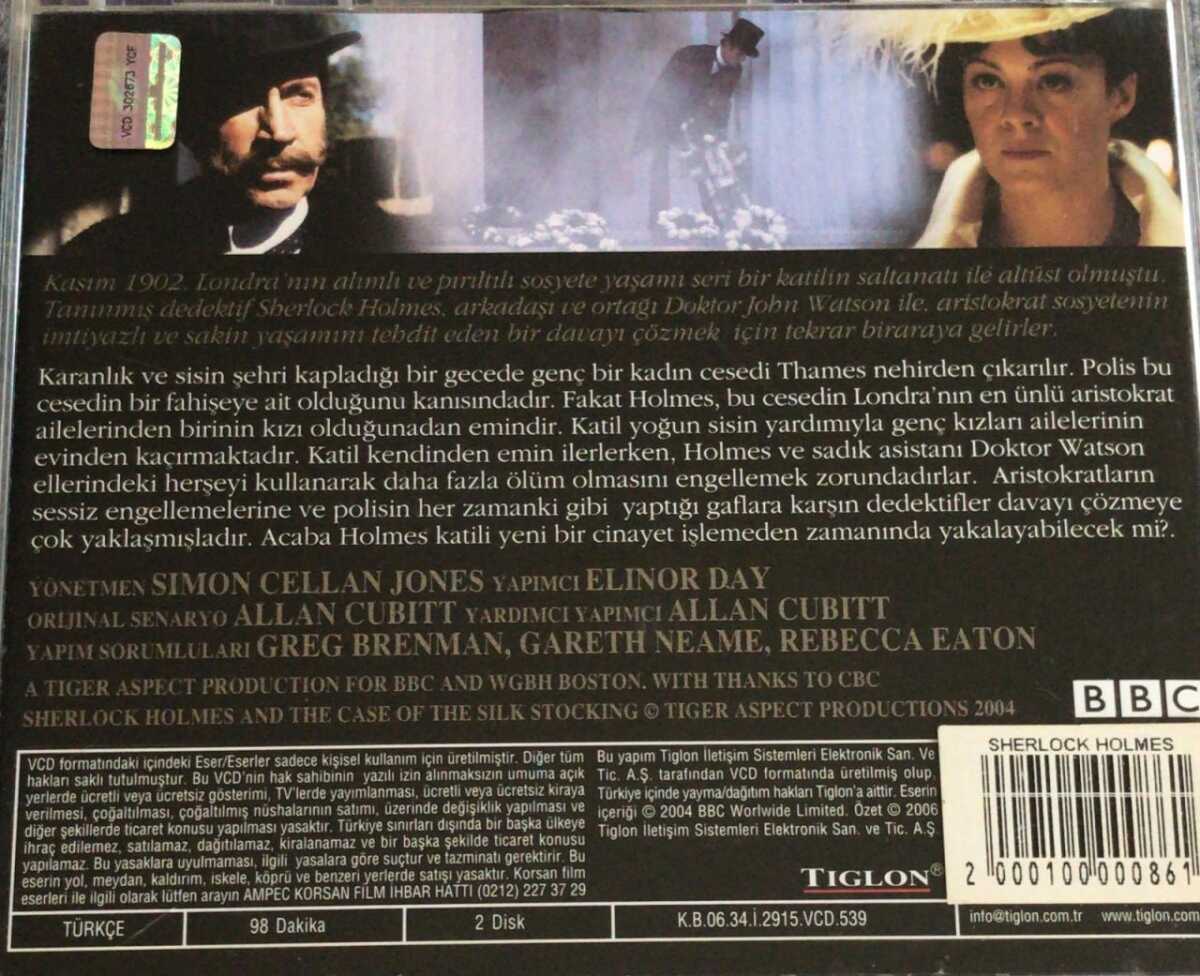 VCD 302673 YCF
Kasım 1902. Londra'nın alımlı ve pırıltılı sosyete yaşamı seri bir katilin saltanatı ile altüst olmuştu.
Tanınmış dedektif Sherlock Holmes, arkadaşı ve ortağı Doktor John Watson ile, aristokrat sosyetenin
imtiyazlı ve sakin yaşamını tehdit eden bir davayı çözmek için tekrar biraraya gelirler.
Karanlık ve sisin şehri kapladığı bir gecede genç bir kadın cesedi Thames nehirden çıkarılır. Polis bu
cesedin bir fahişeye ait olduğunu kanısındadır. Fakat Holmes, bu cesedin Londra'nın en ünlü aristokrat
ailelerinden birinin kızı olduğunadan emindir. Katil yoğun sisin yardımıyla genç kızları ailelerinin
evinden kaçırmaktadır. Katil kendinden emin ilerlerken, Holmes ve sadık asistanı Doktor Watson
ellerindeki herşeyi kullanarak daha fazla ölüm olmasını engellemek zorundadırlar. Aristokratların
sessiz engellemelerine ve polisin her zamanki gibi yaptığı gaflara karşın dedektifler davayı çözmeye
çok yaklaşmışladır. Acaba Holmes katili yeni bir cinayet işlemeden zamanında yakalayabilecek mi?.
YÖNETMEN SIMON CELLAN JONES YAPIMCI ELINOR DAY
ORIJINAL SENARYO ALLAN CUBITT YARDIMCI YAPIMCI ALLAN CUBITT
YAPIM SORUMLULARI GREG BRENMAN, GARETH NEAME, REBECCA EATON
A TIGER ASPECT PRODUCTION FOR BBC AND WGBH BOSTON. WITH THANKS TO CBC
SHERLOCK HOLMES AND THE CASE OF THE SILK STOCKING © TIGER ASPECT PRODUCTIONS 2004
BBC
VCD formatındaki içindeki Eser/Eserler sadece kişisel kullanım için üretilmiştir. Diğer tüm
hakları saklı tutulmuştur. Bu VCD'nin hak sahibinin yazılı izin alınmaksızın umuma açık
yerlerde ücretli veya ücretsiz gösterimi, TV'lerde yayımlanması, ücretli veya ücretsiz kiraya
verilmesi, çoğaltılması, çoğaltılmış nüshalarının satımı, üzerinde değişiklik yapılması ve
diğer şekillerde ticaret konusu yapılması yasaktır. Türkiye sınırları dışında bir başka ülkeye
ihraç edilemez, satılamaz, dağıtılamaz, kiralanamaz ve bir başka şekilde ticaret konusu
yapılamaz. Bu yasaklara uyulmaması, ilgili yasalara göre suçtur ve tazminatı gerektirir. Bu
eserin yol, meydan, kaldırım, iskele, köprü ve benzeri yerlerde satışı yasaktır. Korsan film
eserleri ile ilgili olarak lütfen arayın AMPEC KORSAN FILM IHBAR HATTI (0212) 227 37 29
Bu yapım Tiglon İletişim Sistemleri Elektronik San. Ve
Tic. A.Ş. tarafından VCD formatında üretilmiş olup,
Türkiye içinde yayma/dağıtım hakları Tiglon'a aittir. Eserin
içeriği © 2004 BBC Worlwide Limited. Özet © 2006
Tiglon İletişim Sistemleri Elektronik San. ve Tic. A.Ş.
TIGLON®
SHERLOCK HOLMES
2 000100 000861
TÜRKÇE
98 Dakika
2 Disk
K.B.06.34.İ.2915.VCD.539
info@tiglon.com.tr www.tiglon.com